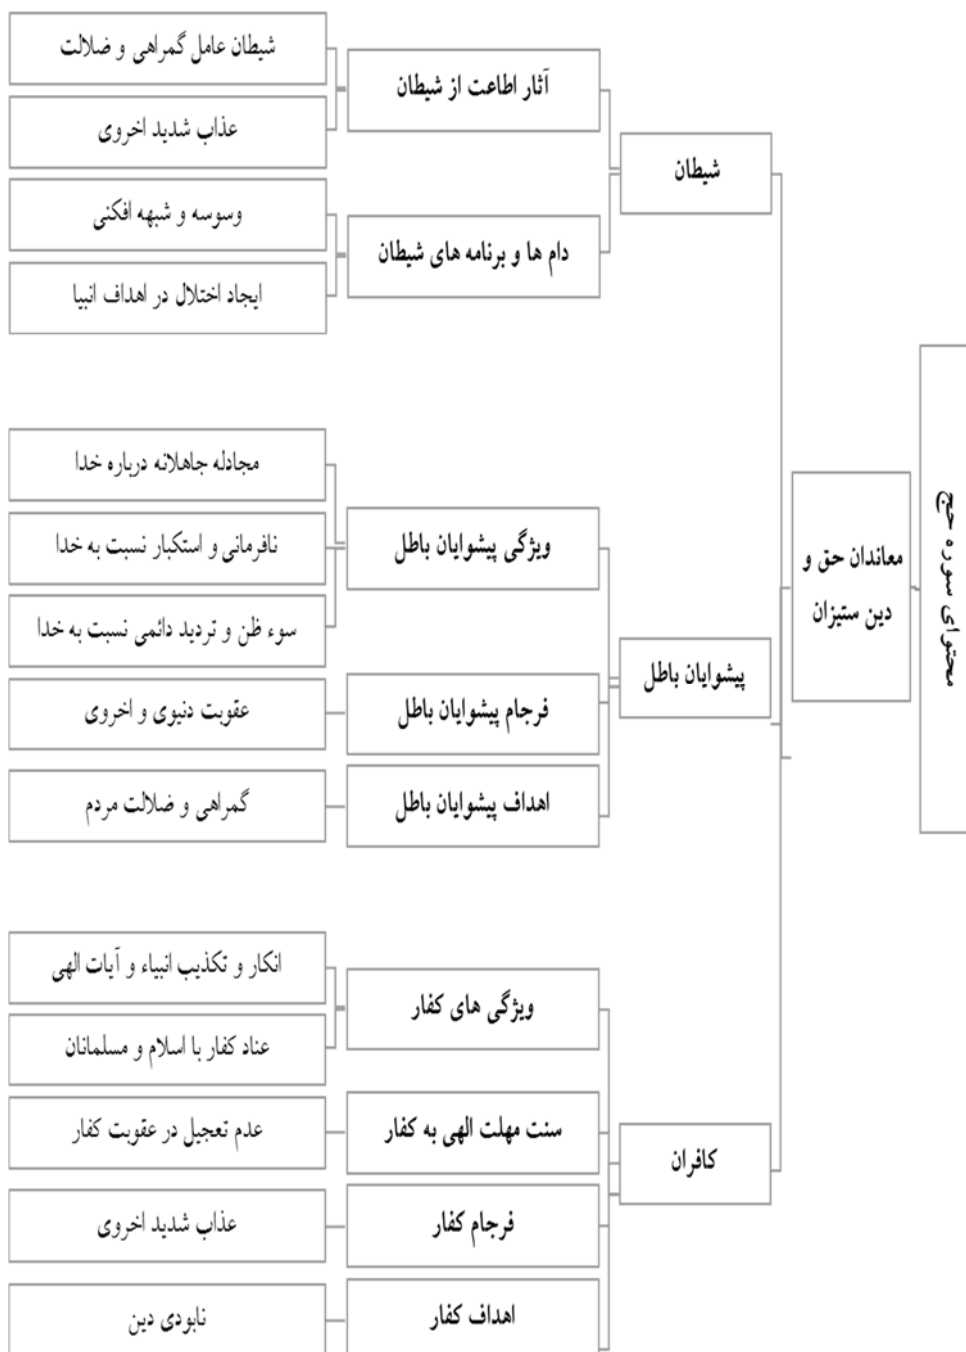 محتوای سوره حج
معاندان حق و
دین ستیزان
شیطان
آثار اطاعت از شیطان
شیطان عامل گمراهی و ضلالت
عذاب شدید اخروی
دام ها و برنامه های شیطان
وسوسه و شبهه افکنی
ایجاد اختلال در اهداف انبیا
پیشوایان باطل
ویژگی پیشوایان باطل
مجادله جاهلانه درباره خدا
نافرمانی و استکبار نسبت به خدا
سوء ظن و تردید دائمی نسبت به خدا
فرجام پیشوایان باطل
عقوبت دنیوی و اخروی
اهداف پیشوایان باطل
گمراهی و ضلالت مردم
کافران
ویژگی های کفار
انکار و تکذیب انبیاء و آیات الهی
عناد کفار با اسلام و مسلمانان
سنت مهلت الهی به کفار
عدم تعجیل در عقوبت کفار
فرجام کفار
عذاب شدید اخروی
اهداف کفار
نابودی دین